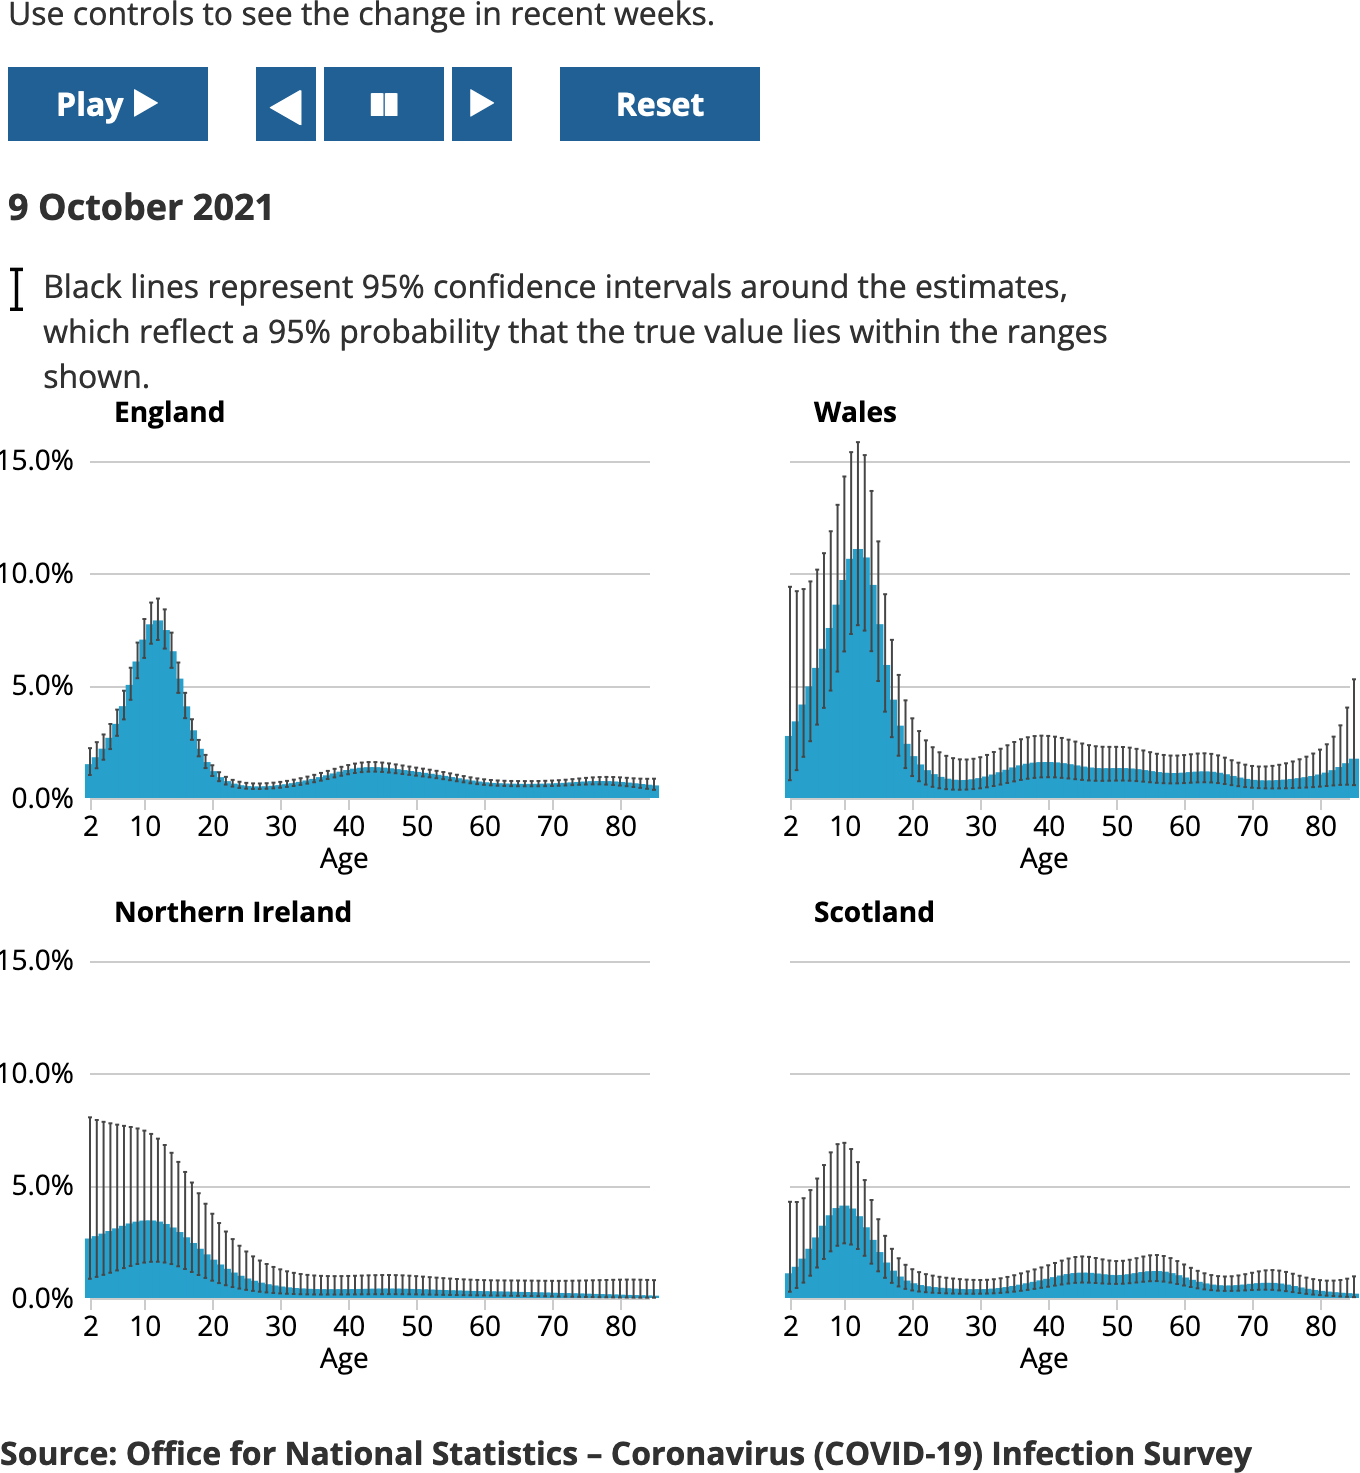 Use controls to see the change in recent weeks.
Play
Reset
9 October 2021
Black lines represent 95% confidence intervals around the estimates,
which reflect a 95% probability that the true value lies within the ranges
shown.
England
15.0%
10.0%
5.0%
0.0%
2 10 20 30 40 50 60 70 80
Age
Wales
2 10 20 30 40 50 60 70 80
Age
Northern Ireland
15.0%
10.0%
5.0%
0.0%
2 10 20 30 40 50 60 70 80
Age
Scotland
2 10 20 30 40 50 60 70 80
Age
Source: Office for National Statistics – Coronavirus (COVID-19) Infection Survey